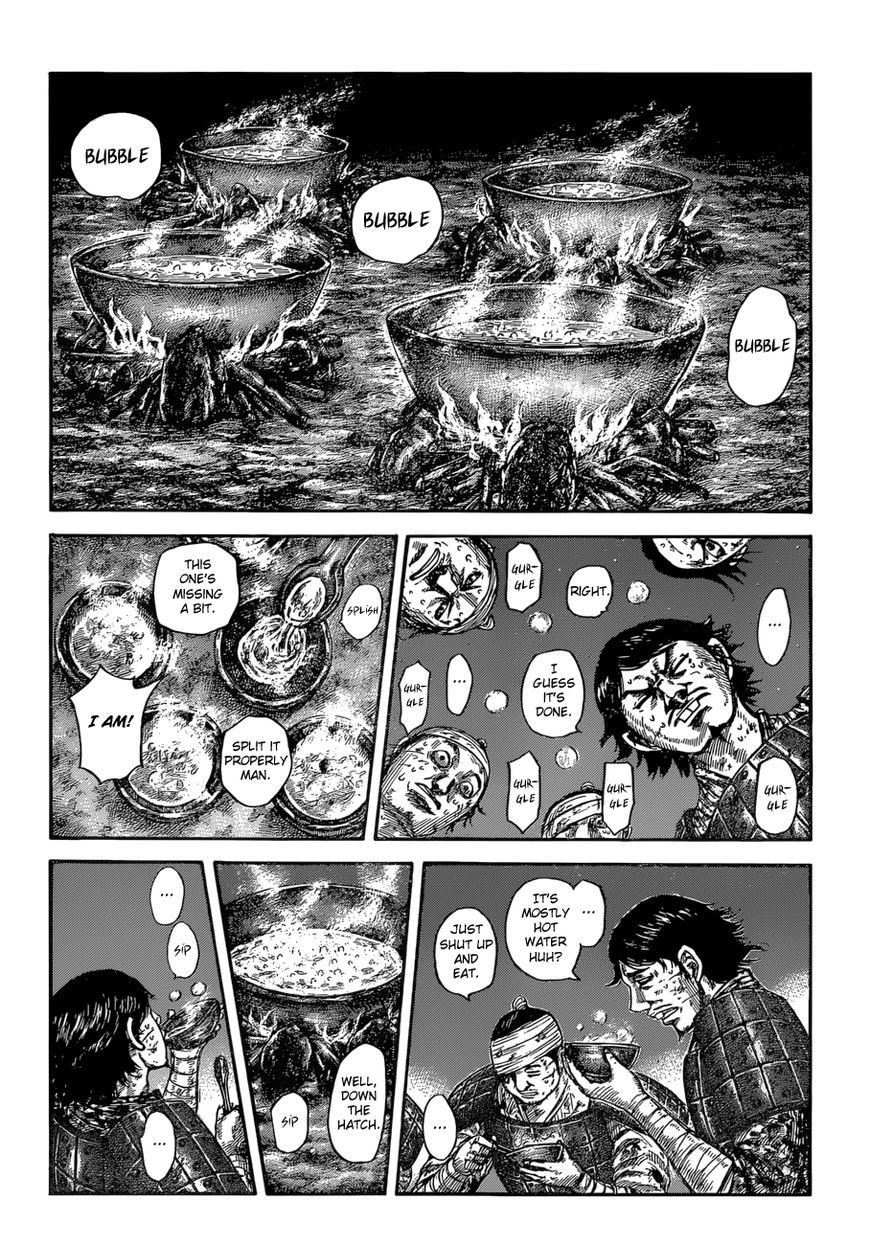 BUBBLE
BUBBLE
BUBBLE
...
RIGHT.
GUR-
GLE
I
GUESS
IT'S
DONE.
...
GUR-
GLE
GUR-
GLE
GUR-
GLE
GUR-
GLE
SPLISH
THIS
ONE'S
MISSING
A BIT.
SPLIT IT
PROPERLY
MAN.
I AM!
...
IT'S
MOSTLY
HOT
WATER
HUH?
JUST
SHUT UP
AND
EAT.
...
WELL,
DOWN
THE
HATCH.
SIP
...
SIP
...